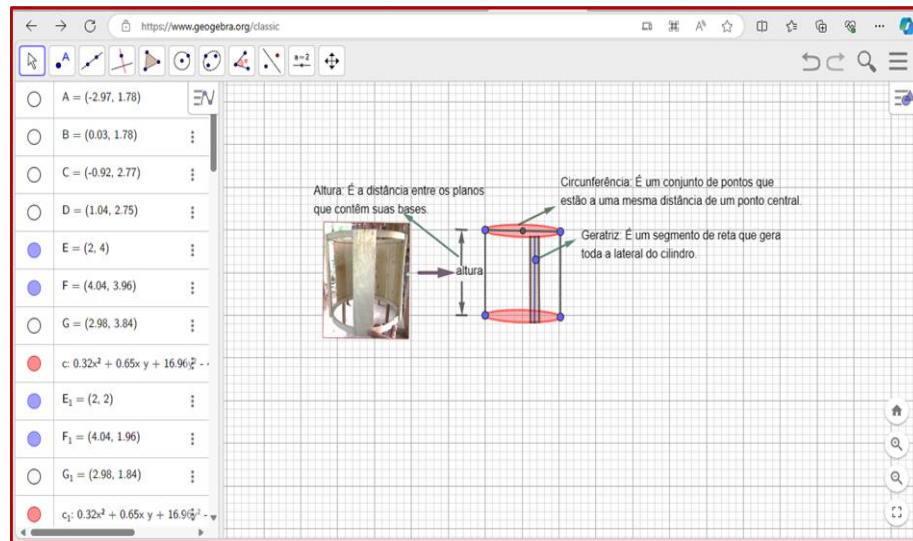 https://www.geogebra.org/classic
A
a=2
A = (-2.97, 1.78)
B = (0.03, 1.78)
C = (-0.92, 2.77)
D = (1.04, 2.75)
E = (2, 4)
F = (4.04, 3.96)
G = (2.98, 3.84)
c: 0.32x² + 0.65x y + 16.96y² -
E₁ = (2, 2)
F₁ = (4.04, 1.96)
G₁ = (2.98, 1.84)
c₁: 0.32x² + 0.65x y + 16.96y² -
Altura: É a distância entre os planos
que contêm suas bases.
Circunferência: É um conjunto de pontos que
estão a uma mesma distância de um ponto central.
Geratriz: É um segmento de reta que gera
toda a lateral do cilindro.
altura